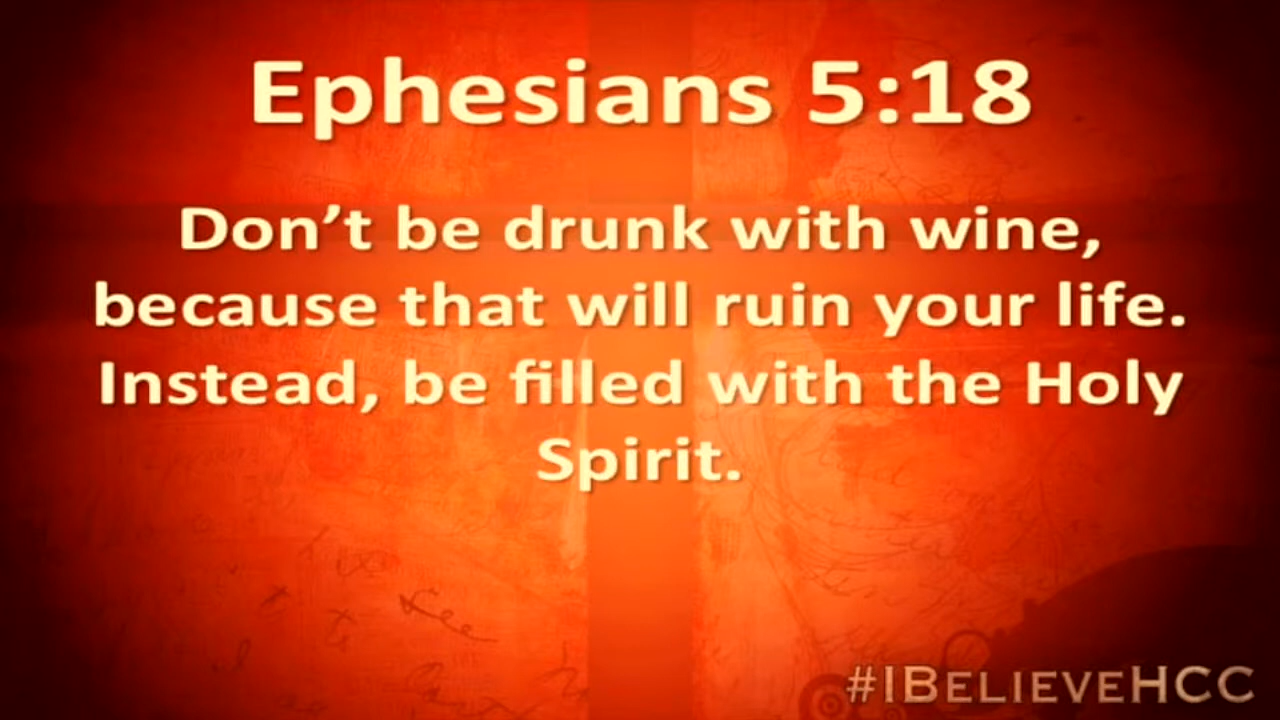 Ephesians 5:18
Don’t be drunk with wine,
because that will ruin your life.
Instead, be filled with the Holy
Spirit.
#IBELIEVEHCC